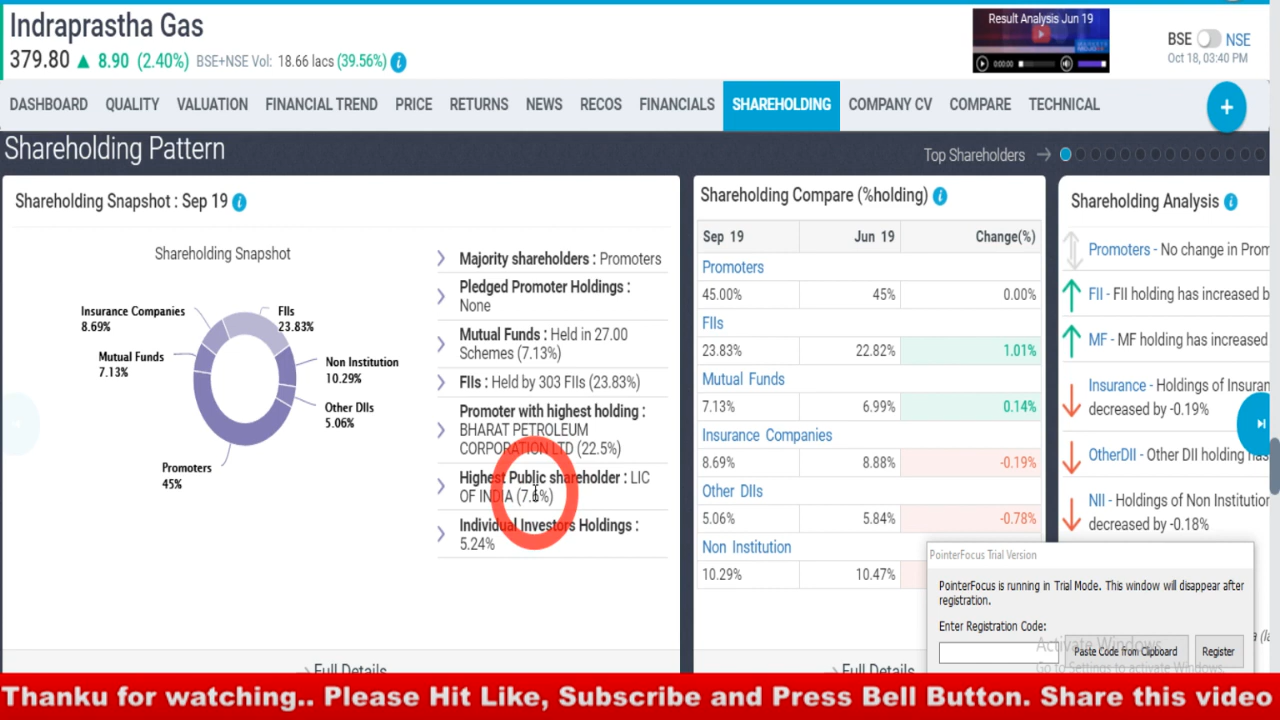 Indraprastha Gas
379.80 ▲ 8.90 (2.40%) BSE+NSE Vol: 18.66 lacs (39.56%) i
Result Analysis Jun 19
0:00:00
BSE NSE
Oct 18, 03:40 PM
DASHBOARD QUALITY VALUATION FINANCIAL TREND PRICE RETURNS NEWS RECOS FINANCIALS SHAREHOLDING COMPANY CV COMPARE TECHNICAL +
Shareholding Pattern
Top Shareholders
Shareholding Snapshot : Sep 19 i
Shareholding Snapshot
Insurance Companies
8.69%
FIIs
23.83%
Mutual Funds
7.13%
Non Institution
10.29%
Other DIIs
5.06%
Promoters
45%
Majority shareholders : Promoters
Pledged Promoter Holdings :
None
Mutual Funds : Held in 27.00
Schemes (7.13%)
FIIs : Held by 303 FIIs (23.83%)
Promoter with highest holding :
BHARAT PETROLEUM
CORPORATION LTD (22.5%)
Highest Public shareholder : LIC
OF INDIA (7.6%)
Individual Investors Holdings :
5.24%
Full Details
Shareholding Compare (%holding) i
Sep 19 Jun 19 Change(%)
Promoters
45.00% 45% 0.00%
FIIs
23.83% 22.82% 1.01%
Mutual Funds
7.13% 6.99% 0.14%
Insurance Companies
8.69% 8.88% -0.19%
Other DIIs
5.06% 5.84% -0.78%
Non Institution
10.29% 10.47%
Full Details
Shareholding Analysis i
Promoters - No change in Prom
FII - FII holding has increased b
MF - MF holding has increased
Insurance - Holdings of Insuran
decreased by -0.19%
OtherDII - Other DII holding has
NII - Holdings of Non Institution
decreased by -0.18%
PointerFocus Trial Version
PointerFocus is running in Trial Mode. This window will disappear after
registration.
Enter Registration Code:
Paste Code from Clipboard Register
Activate Windows
Go to Settings to activate Windows.
Thanku for watching.. Please Hit Like, Subscribe and Press Bell Button. Share this video